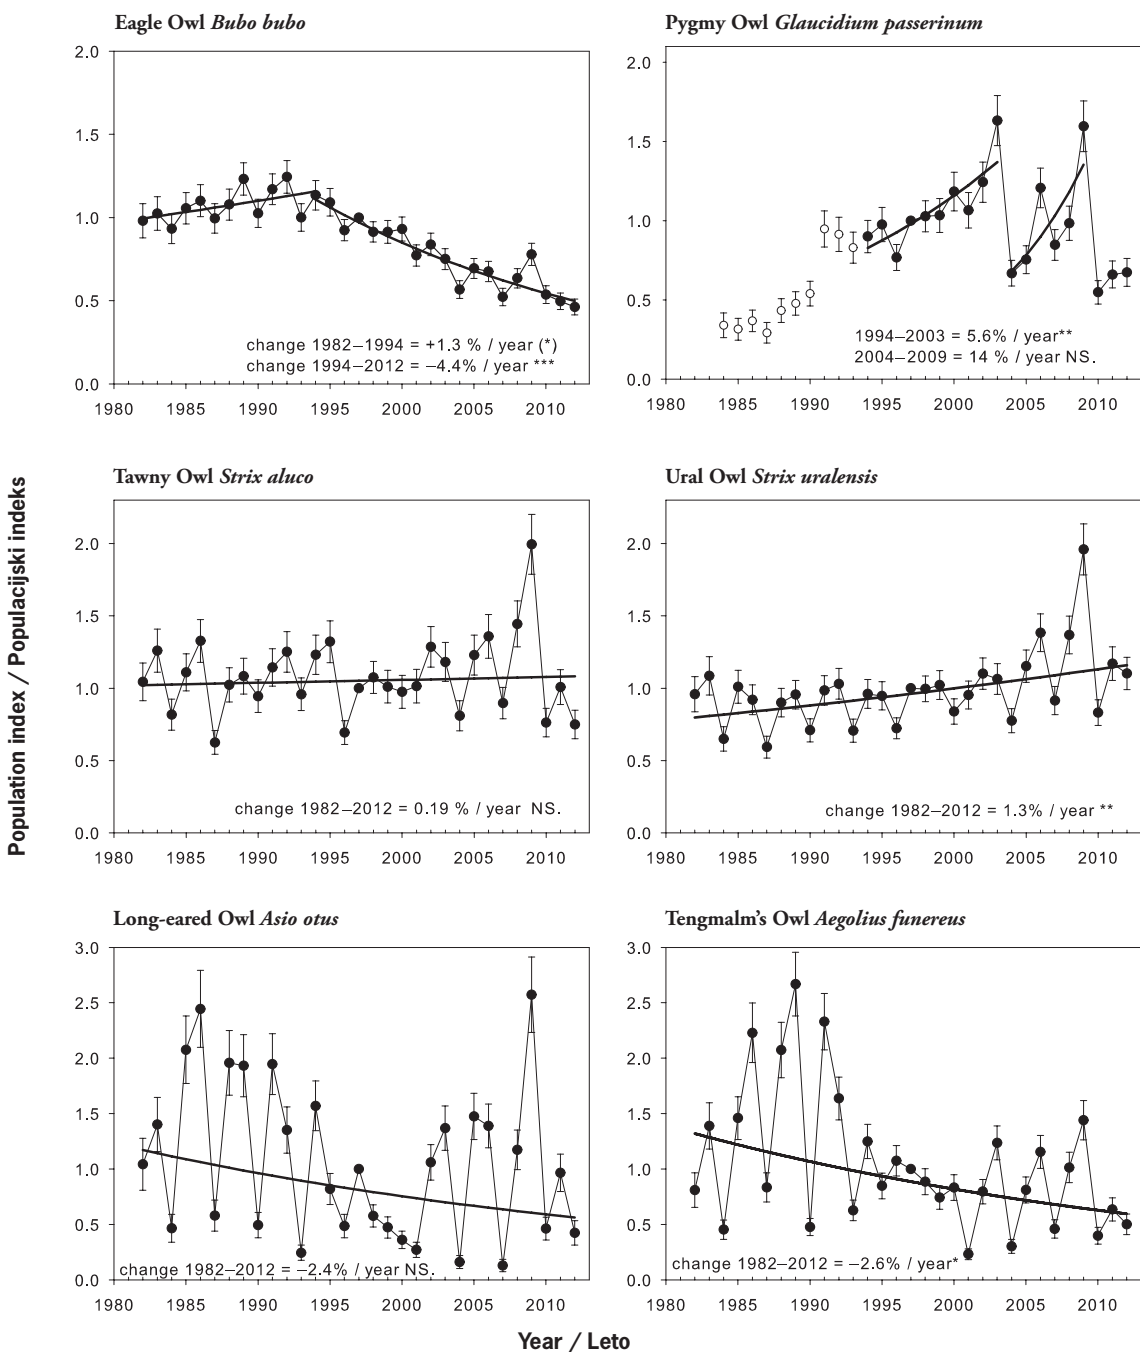 Eagle Owl Bubo bubo
2.0
1.5
1.0
0.5
0.0
change 1982–1994 = +1.3 % / year (*)
change 1994–2012 = –4.4% / year ***
1980 1985 1990 1995 2000 2005 2010
Pygmy Owl Glaucidium passerinum
2.0
1.5
1.0
0.5
0.0
1994–2003 = 5.6% / year**
2004–2009 = 14 % / year NS.
1980 1985 1990 1995 2000 2005 2010
Population index / Populacijski indeks
Tawny Owl Strix aluco
2.0
1.5
1.0
0.5
0.0
change 1982–2012 = 0.19 % / year NS.
1980 1985 1990 1995 2000 2005 2010
Ural Owl Strix uralensis
2.0
1.5
1.0
0.5
0.0
change 1982–2012 = 1.3% / year **
1980 1985 1990 1995 2000 2005 2010
Long-eared Owl Asio otus
3.0
2.5
2.0
1.5
1.0
0.5
0.0
change 1982–2012 = –2.4% / year NS.
1980 1985 1990 1995 2000 2005 2010
Tengmalm's Owl Aegolius funereus
3.0
2.5
2.0
1.5
1.0
0.5
0.0
change 1982–2012 = –2.6% / year*
1980 1985 1990 1995 2000 2005 2010
Year / Leto